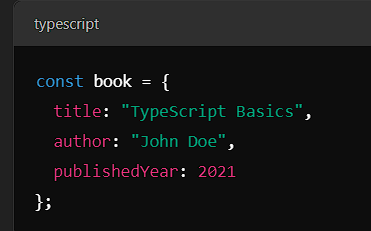 typescript
const book = {
  title: "TypeScript Basics",
  author: "John Doe",
  publishedYear: 2021
};